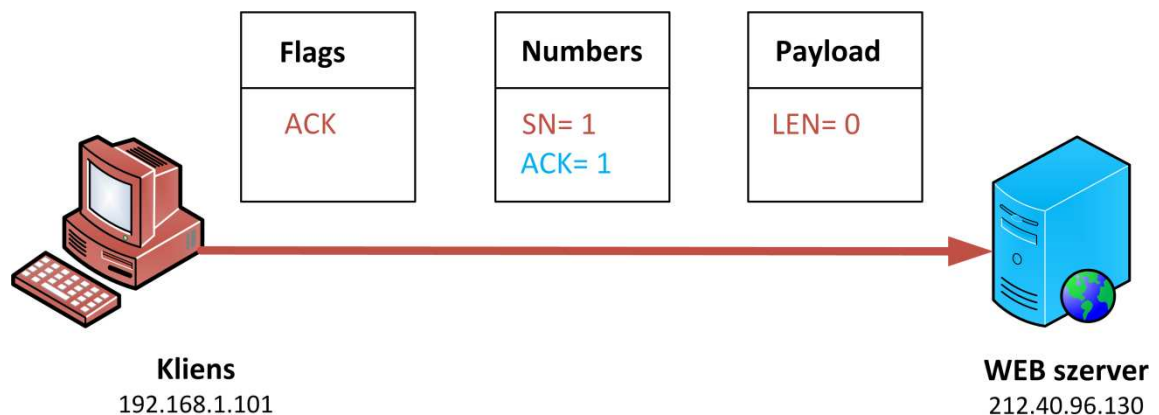 Flags
ACK
Numbers
SN= 1
ACK= 1
Payload
LEN= 0
Kliens
192.168.1.101
WEB szerver
212.40.96.130